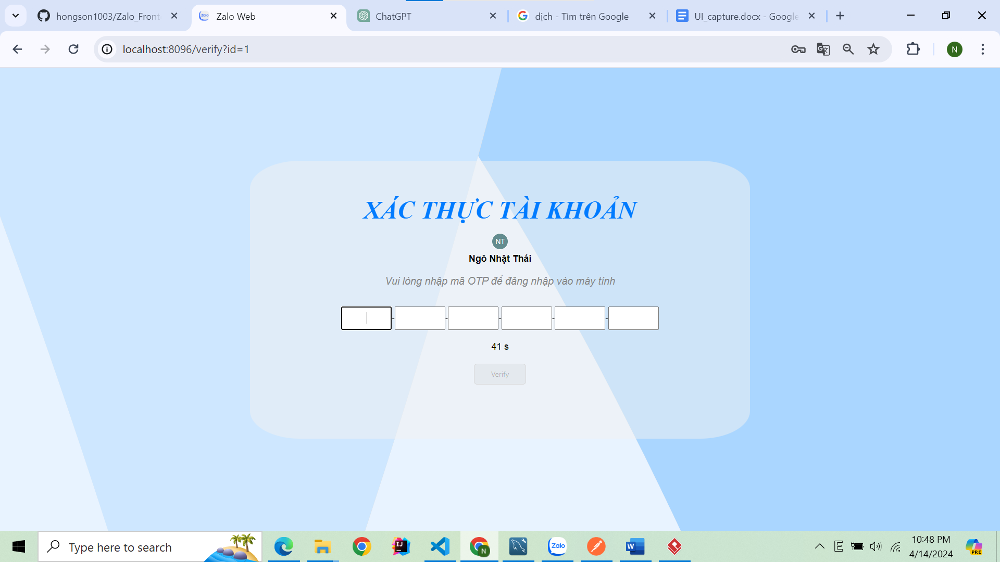 hongson1003/Zalo_Front
Zalo Web
ChatGPT
dịch - Tìm trên Google
UI_capture.docx - Google
localhost:8096/verify?id=1
N
XÁC THỰC TÀI KHOẢN
NT
Ngô Nhật Thái
Vui lòng nhập mã OTP để đăng nhập vào máy tính
- - - - -
41 s
Verify
Type here to search
IJ
N
Zalo
W
E
10:48 PM
4/14/2024
PRE